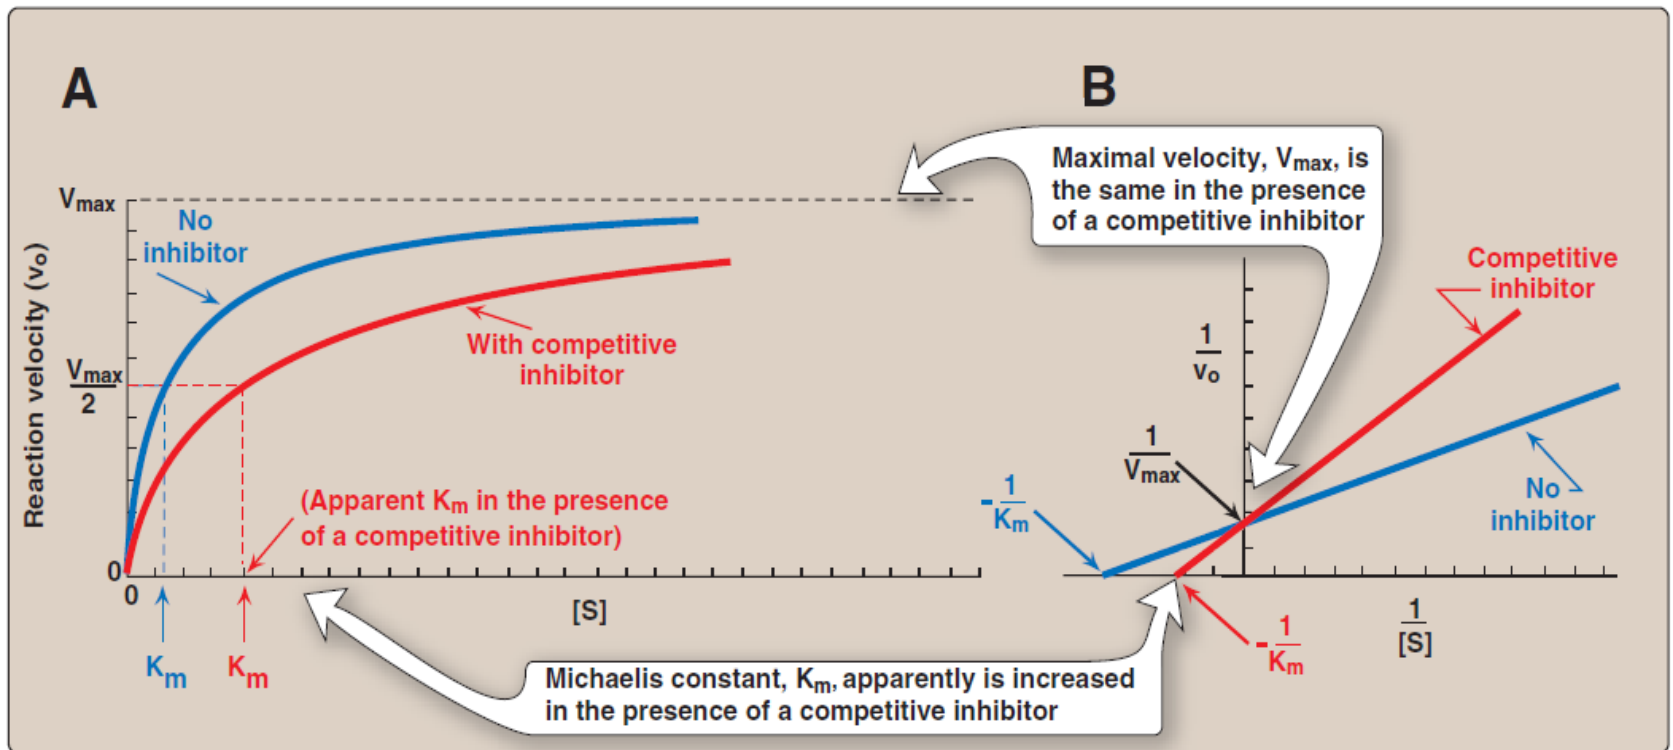 A
B
Maximal velocity, Vmax, is
the same in the presence
of a competitive inhibitor
Vmax
No
inhibitor
Competitive
inhibitor
With competitive
inhibitor
Reaction velocity (vo)
Vmax
2
1
vo
1
Vmax
(Apparent Km in the presence
of a competitive inhibitor)
-1
Km
No
inhibitor
0
0
[S]
1
[S]
Km
Km
-1
Km
Michaelis constant, Km, apparently is increased
in the presence of a competitive inhibitor